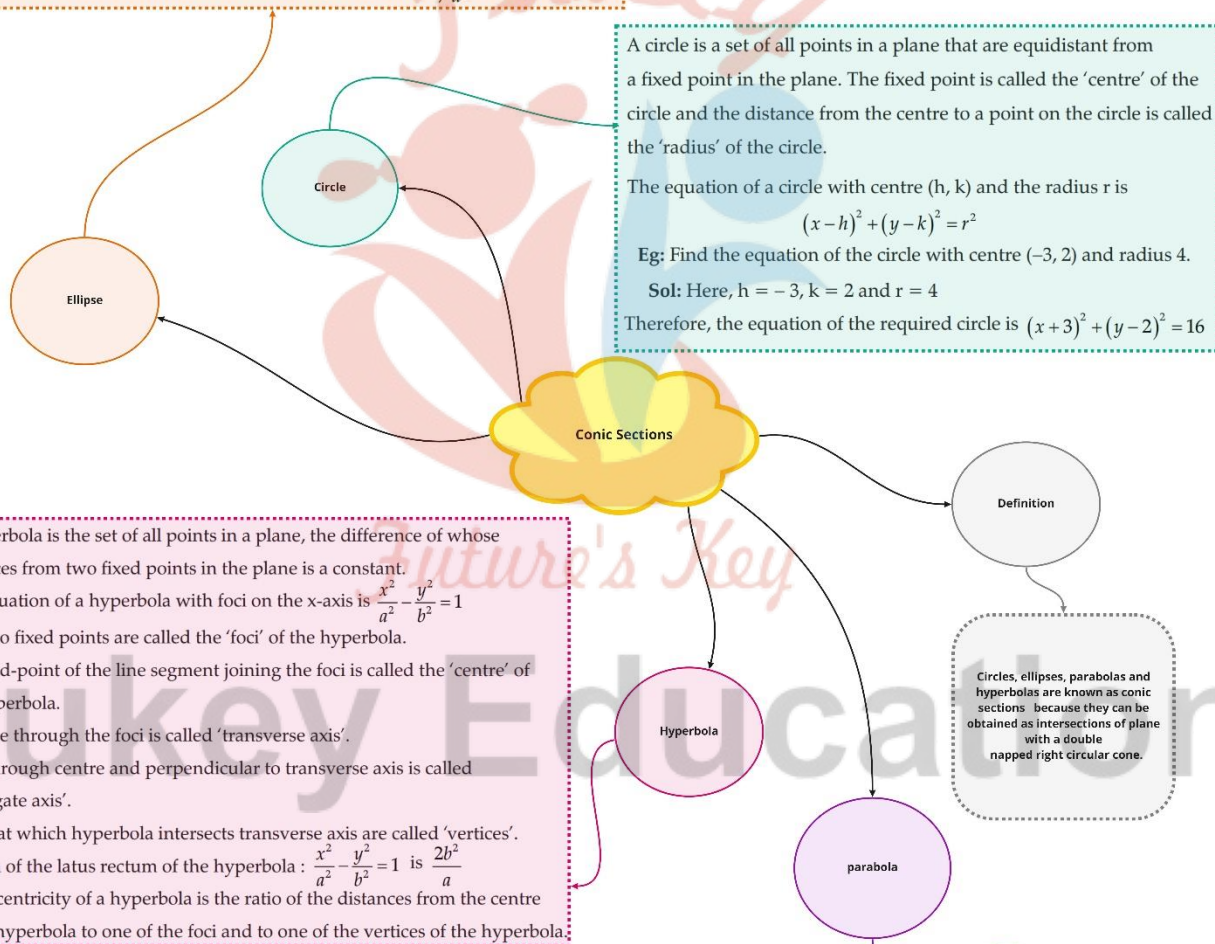 A circle is a set of all points in a plane that are equidistant from
a fixed point in the plane. The fixed point is called the ‘centre’ of the
circle and the distance from the centre to a point on the circle is called
the ‘radius’ of the circle.
The equation of a circle with centre (h, k) and the radius r is
(x−h)² + (y−k)² = r²
Eg: Find the equation of the circle with centre (–3, 2) and radius 4.
Sol: Here, h = – 3, k = 2 and r = 4
Therefore, the equation of the required circle is (x+3)² + (y−2)² = 16
Circle
Ellipse
Conic Sections
Definition
Circles, ellipses, parabolas and
hyperbolas are known as conic
sections because they can be
obtained as intersections of plane
with a double
napped right circular cone.
Hyperbola
parabola
erbola is the set of all points in a plane, the difference of whose
ces from two fixed points in the plane is a constant.
uation of a hyperbola with foci on the x-axis is x²/a² − y²/b² = 1
o fixed points are called the ‘foci’ of the hyperbola.
d-point of the line segment joining the foci is called the ‘centre’ of
perbola.
e through the foci is called ‘transverse axis’.
hrough centre and perpendicular to transverse axis is called
gate axis’.
at which hyperbola intersects transverse axis are called ‘vertices’.
of the latus rectum of the hyperbola : x²/a² − y²/b² = 1 is 2b²/a
centricity of a hyperbola is the ratio of the distances from the centre
hyperbola to one of the foci and to one of the vertices of the hyperbola.
Future's Key
ukey Education